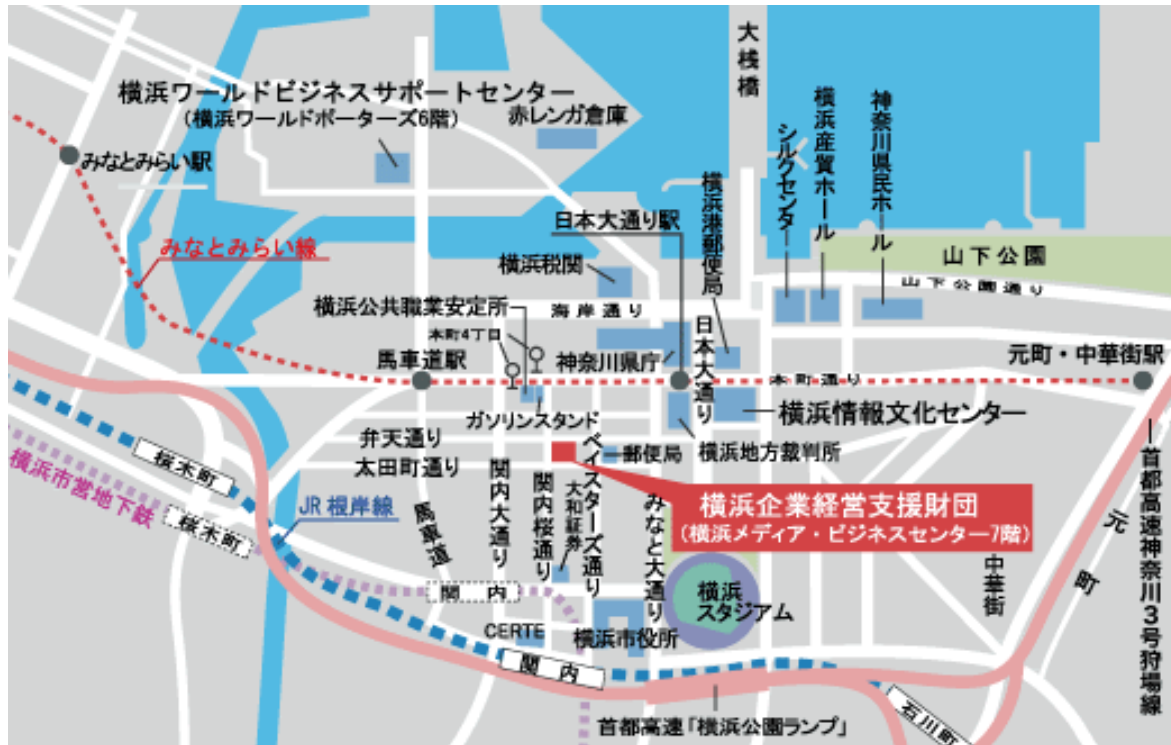 横浜ワールドビジネスサポートセンター
(横浜ワールドポーターズ6階)
赤レンガ倉庫
大桟橋
シルクセンタ
横浜産貿ホール
神奈川県民ホール
みなとみらい駅
みなとみらい線
日本大通り駅
横浜港郵便局
横浜税関
山下公園
山下公園通り
横浜公共職業安定所
海岸通り
本町4丁目
馬車道駅
神奈川県庁
日本大通り
本町通り
元町・中華街駅
ガソリンスタンド
横浜情報文化センター
弁天通り
太田町通り
郵便局
横浜地方裁判所
桜木町
横浜市営地下鉄
桜木町
JR根岸線
馬車道
関内大通り
関内桜通り
大和証券
ベイスターズ通り
みなと大通り
横浜企業経営支援財団
(横浜メディア・ビジネスセンター7階)
首都高速神奈川3号狩場線
元町
中華街
関内
横浜
スタジアム
CERTE
横浜市役所
関内
石川町
首都高速「横浜公園ランプ」